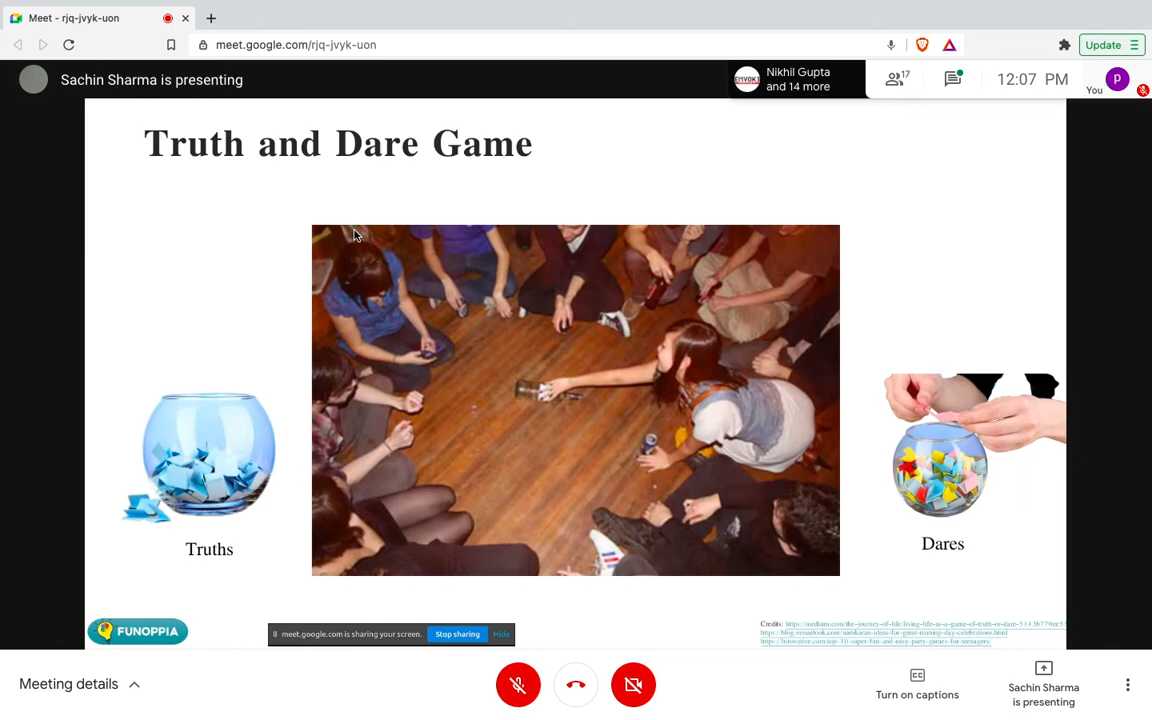 Meet - rjq-jvyk-uon
meet.google.com/rjq-jvyk-uon
Update
Sachin Sharma is presenting
Nikhil Gupta
and 14 more
17
12:07 PM
You
P
Truth and Dare Game
Truths
Dares
FUNOPPIA
meet.google.com is sharing your screen.
Stop sharing
Hide
Credits:
Meeting details
CC
Turn on captions
Sachin Sharma
is presenting